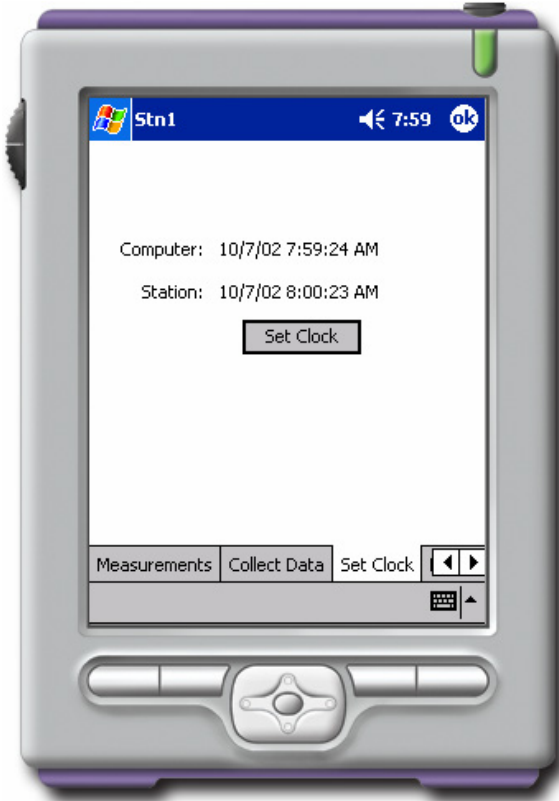 Stn1 7:59 ok
Computer: 10/7/02 7:59:24 AM
Station: 10/7/02 8:00:23 AM
Set Clock
Measurements Collect Data Set Clock